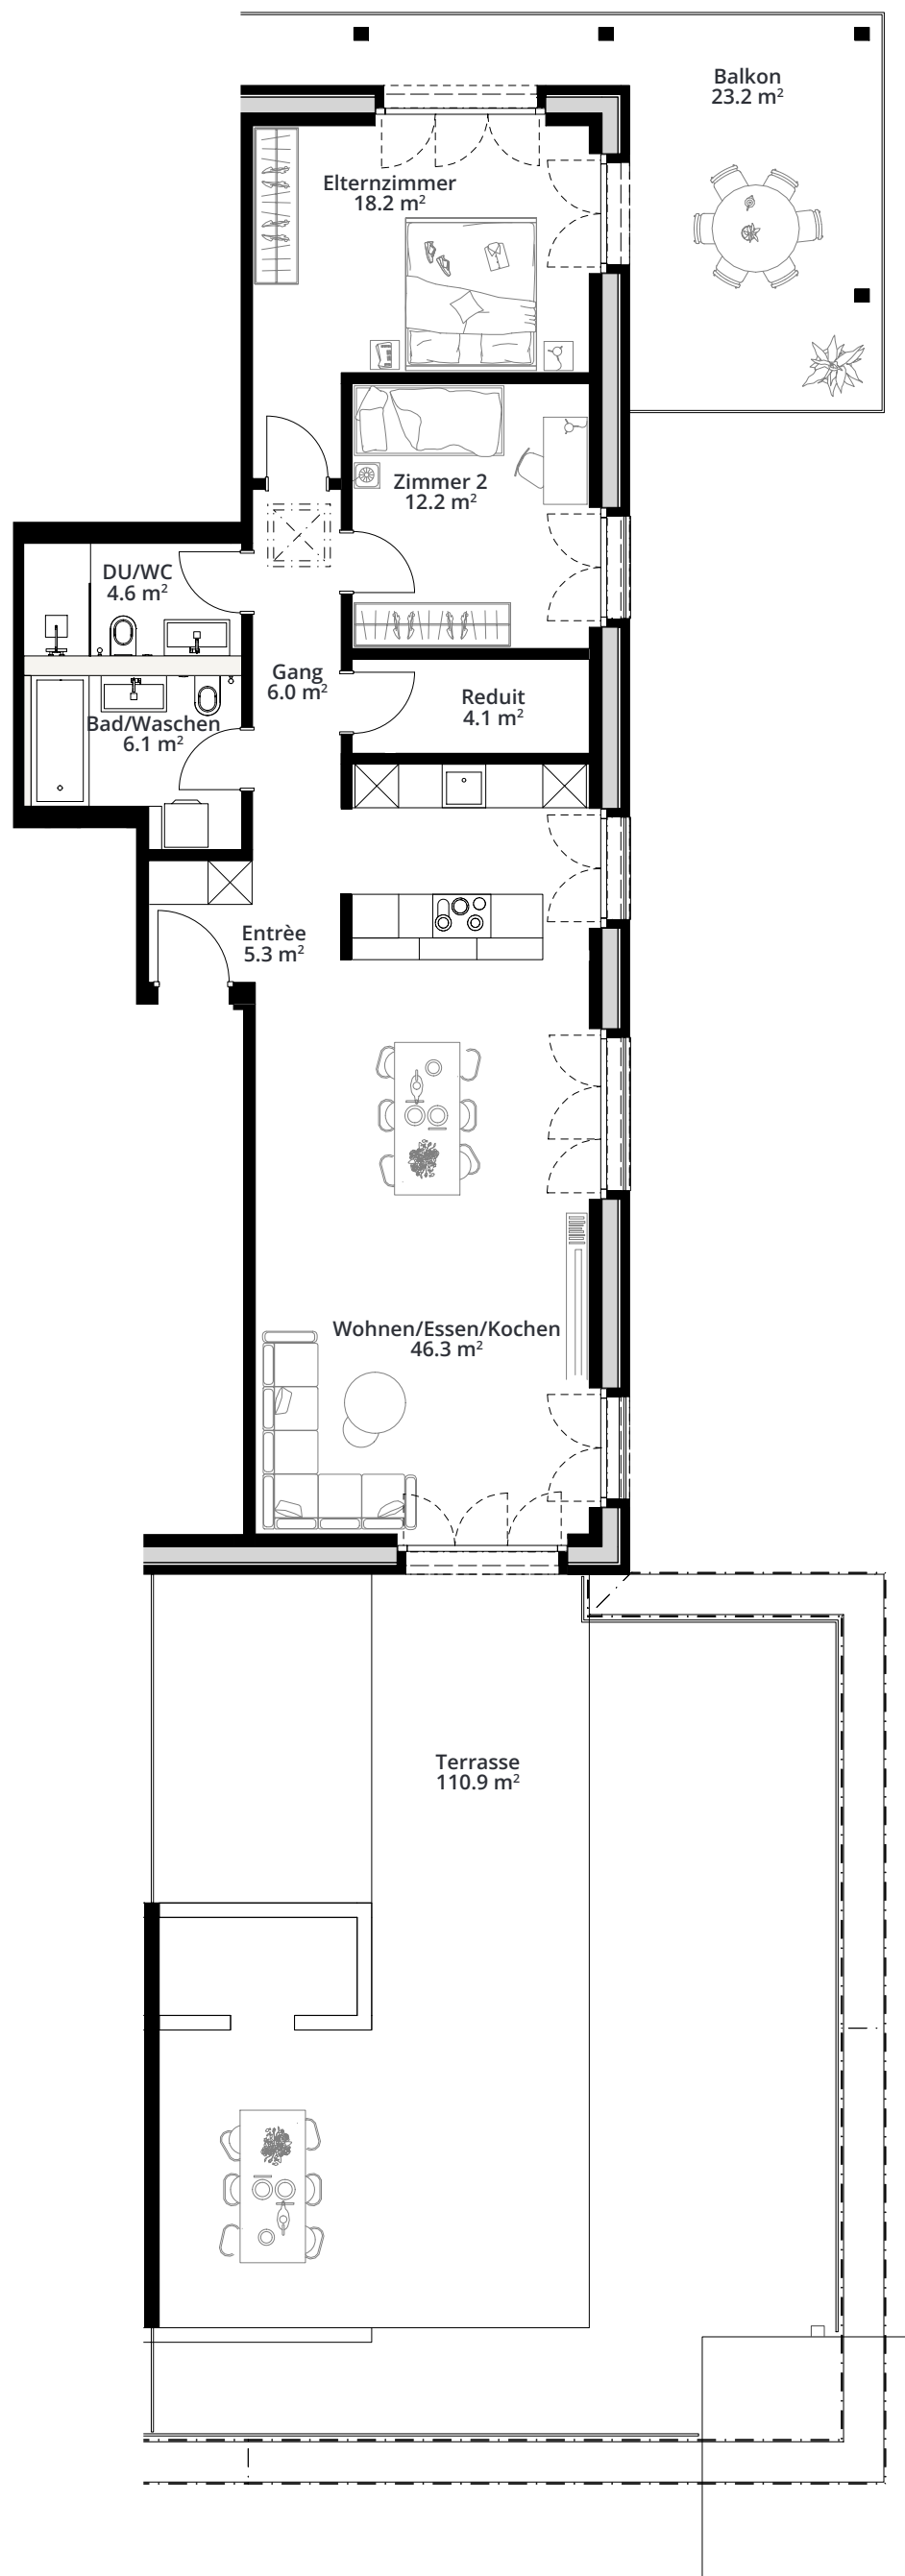 Balkon
23.2 m²
Elternzimmer
18.2 m²
Zimmer 2
12.2 m²
DU/WC
4.6 m²
Gang
6.0 m²
Reduit
4.1 m²
Bad/Waschen
6.1 m²
Entrèe
5.3 m²
Wohnen/Essen/Kochen
46.3 m²
Terrasse
110.9 m²